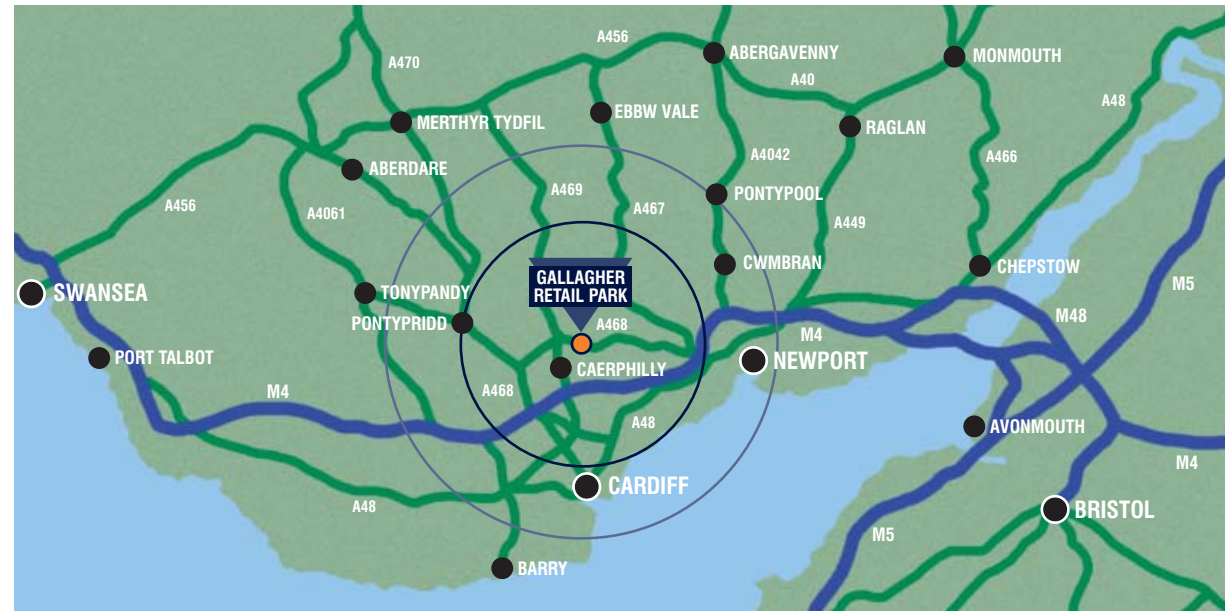 A456
ABERGAVENNY
MONMOUTH
A470
A40
A48
EBBW VALE
MERTHYR TYDFIL
RAGLAN
A4042
A466
ABERDARE
A469
PONTYPOOL
A456
A4061
A467
A449
CWMBRAN
CHEPSTOW
GALLAGHER
RETAIL PARK
M5
SWANSEA
TONYPANDY
PONTYPRIDD
A468
M4
M48
PORT TALBOT
CAERPHILLY
NEWPORT
M4
A468
A48
AVONMOUTH
M4
CARDIFF
A48
BRISTOL
M5
BARRY